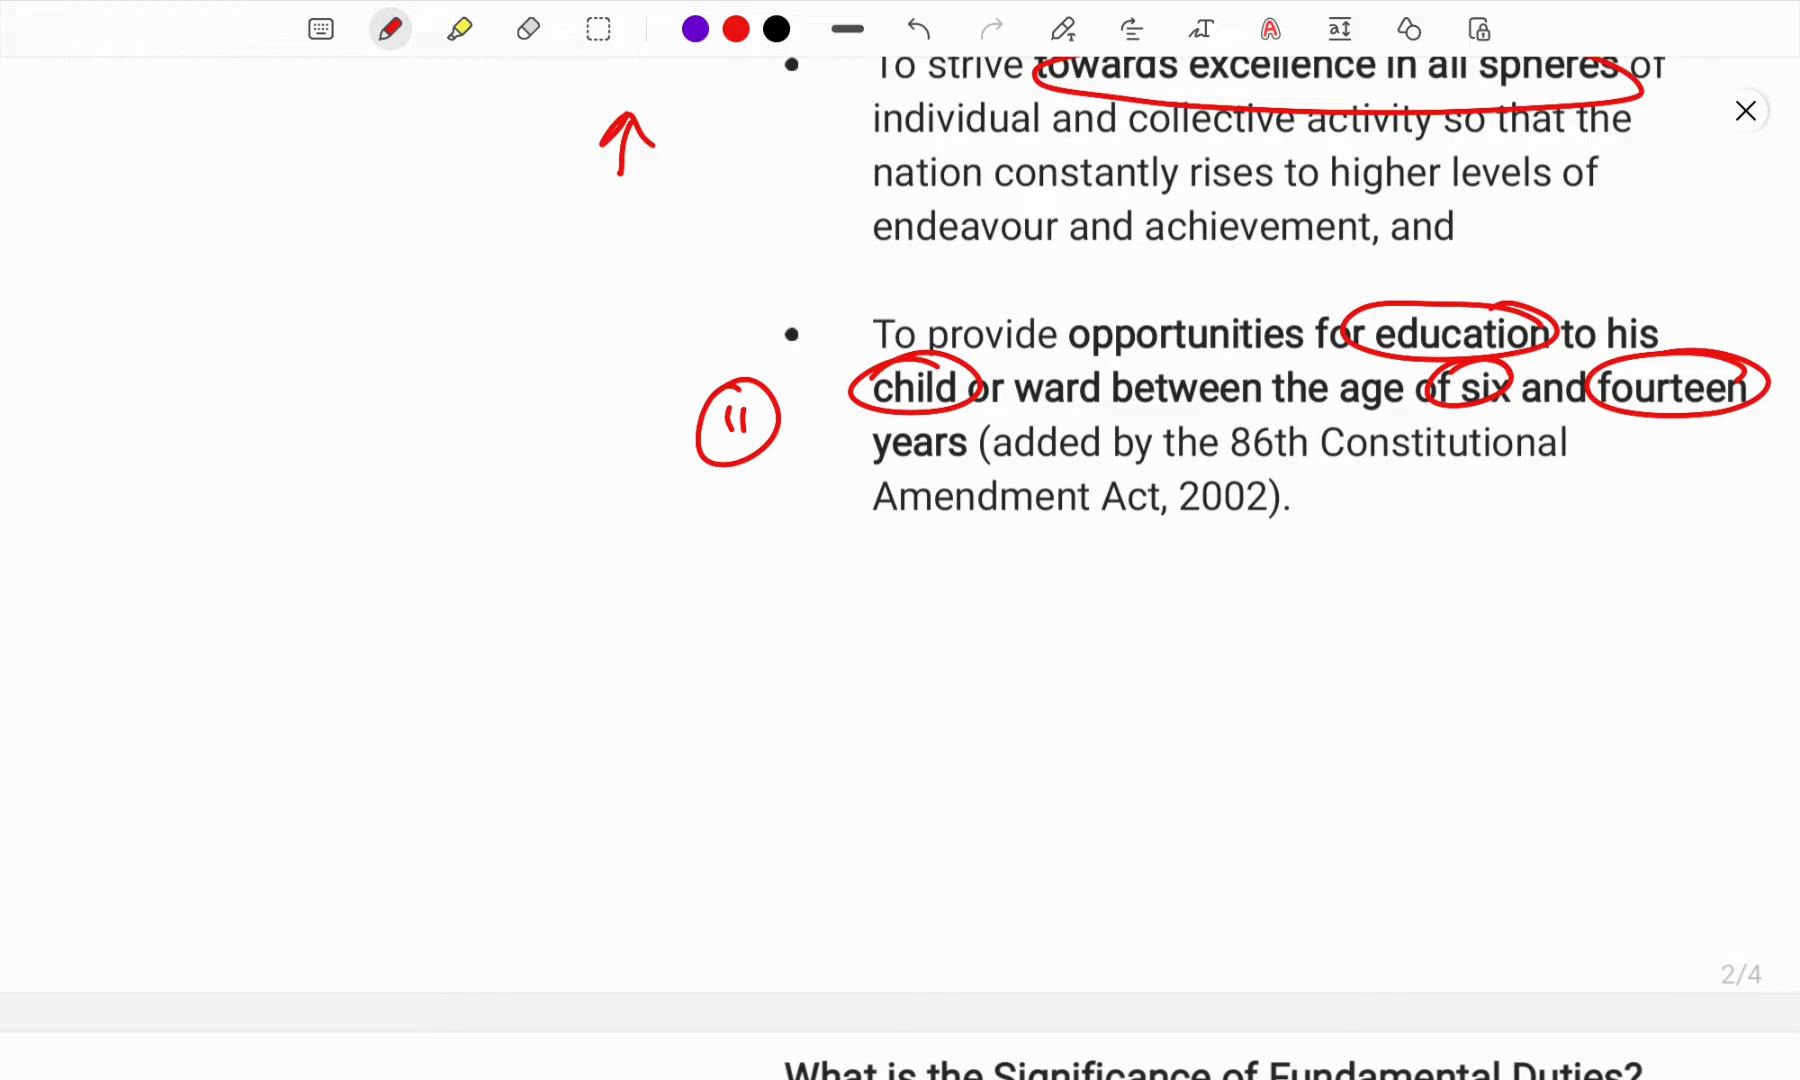 To strive towards excellence in all spheres of
individual and collective activity so that the
nation constantly rises to higher levels of
endeavour and achievement, and
To provide opportunities for education to his
child or ward between the age of six and fourteen
11
years (added by the 86th Constitutional
Amendment Act, 2002).
2/4
What is the Significance of Fundamental Duties?